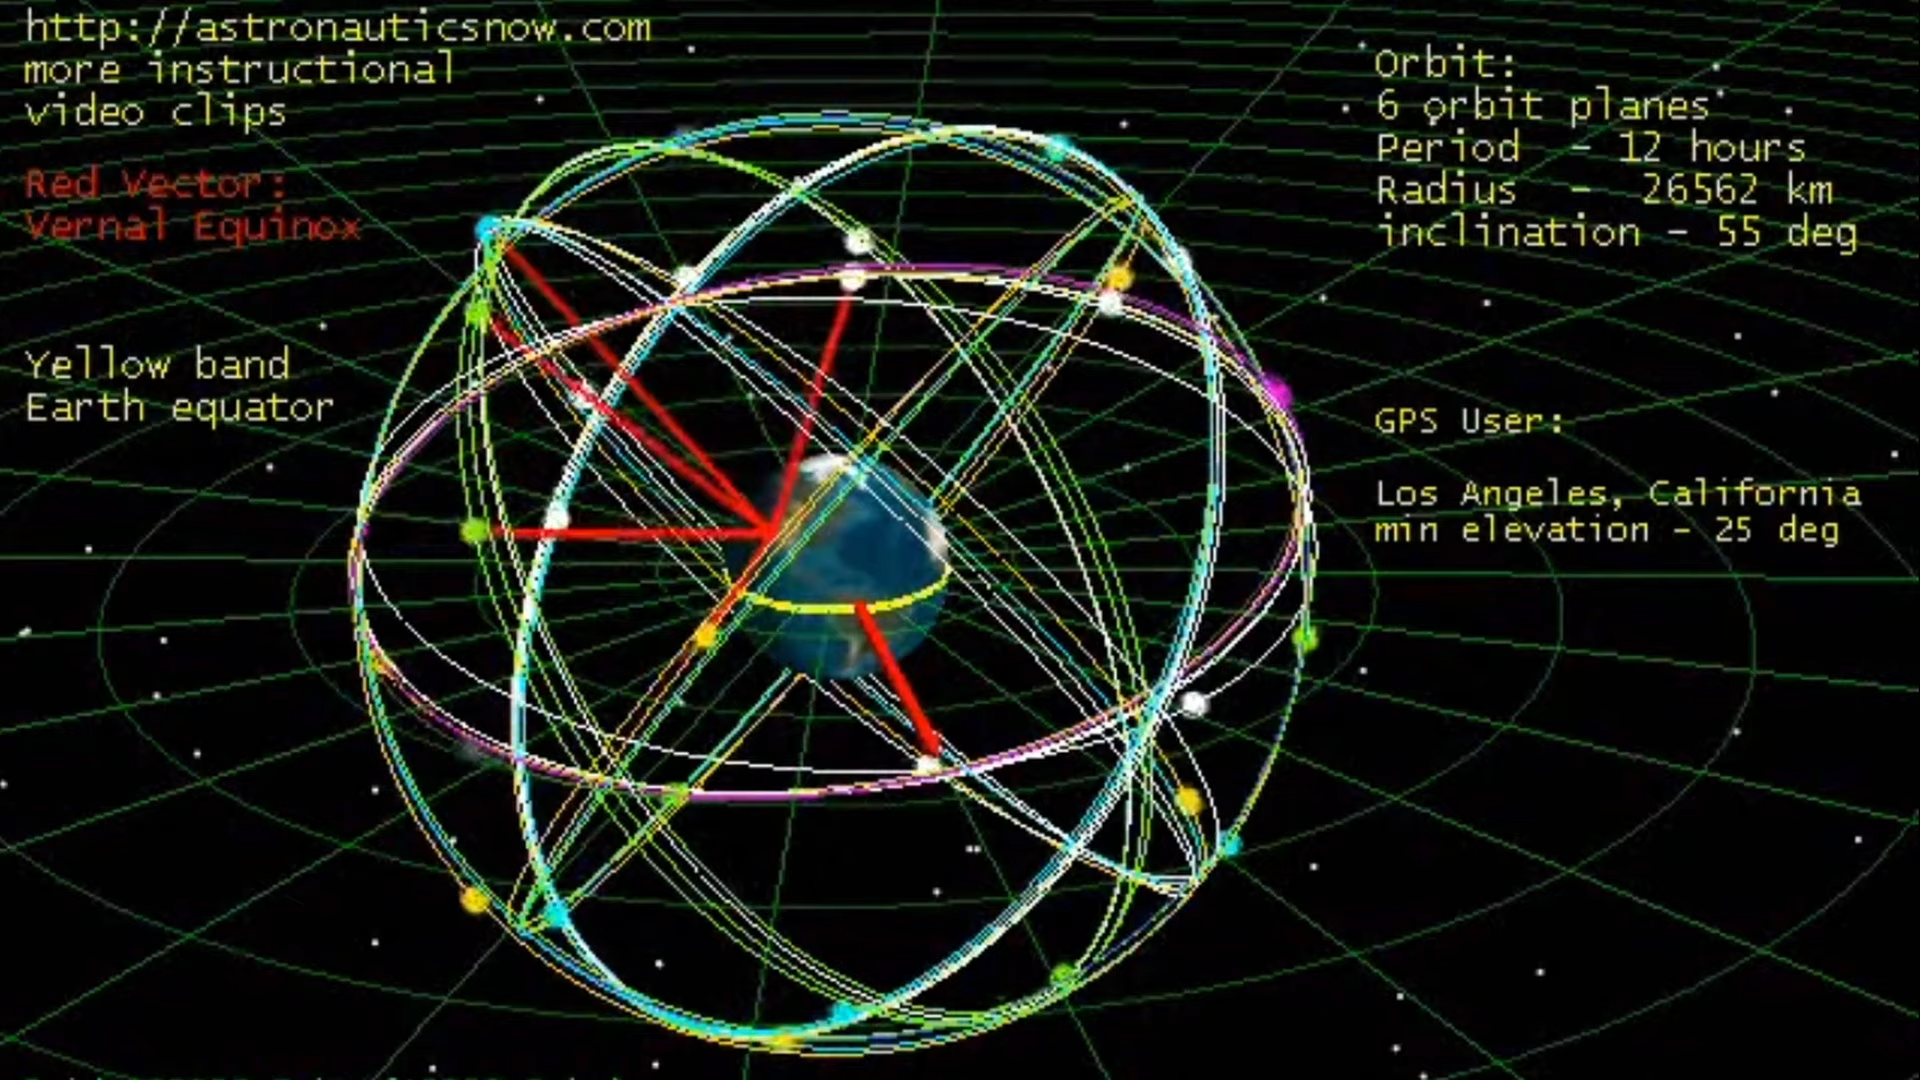 http://astronauticsnow.com
more instructional
video clips
Red Vector:
Vernal Equinox
Yellow band
Earth equator
Orbit:
6 orbit planes
Period - 12 hours
Radius - 26562 km
inclination - 55 deg
GPS User:
Los Angeles, California
min elevation - 25 deg